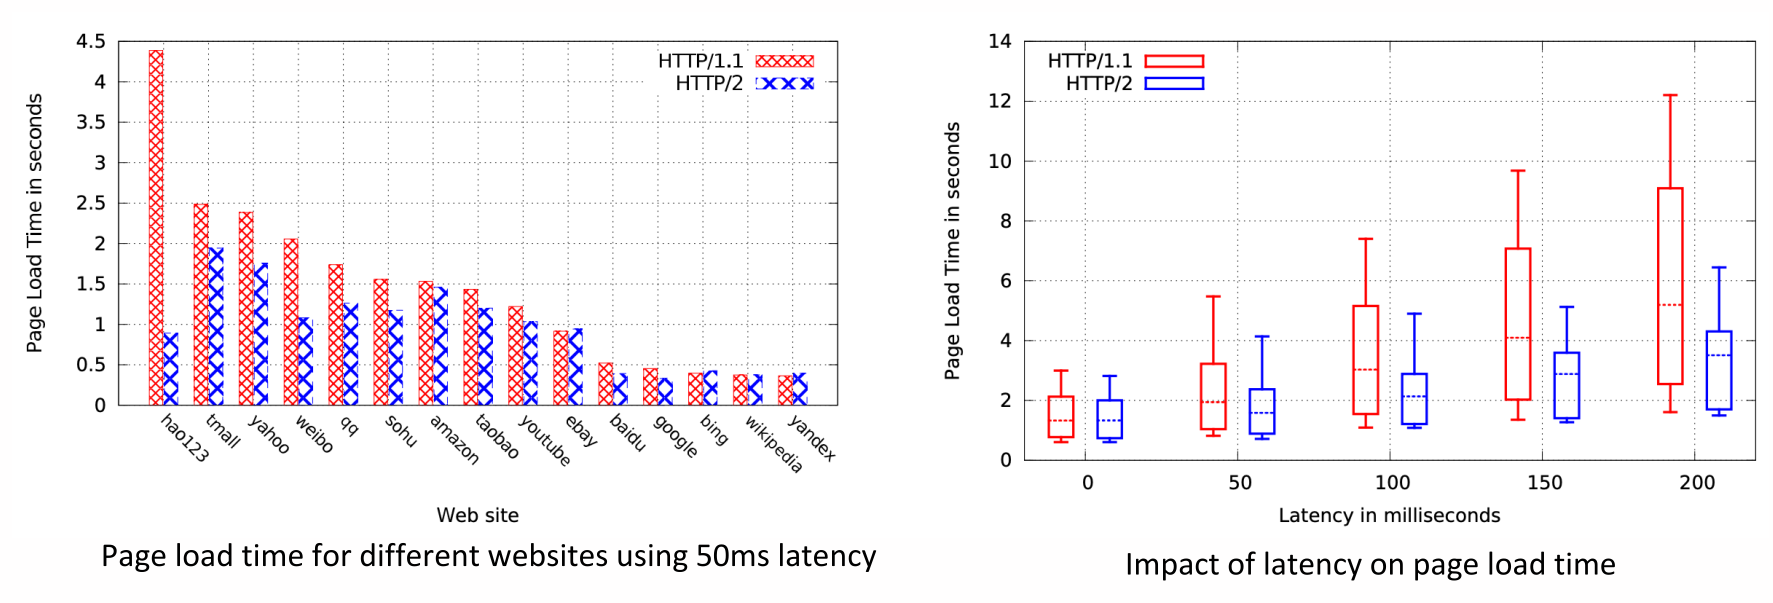 4.5
4
3.5
3
2.5
2
1.5
1
0.5
0
Page Load Time in seconds
HTTP/1.1
HTTP/2
hao123
tmall
yahoo
weibo
qq
sohu
amazon
taobao
youtube
ebay
baidu
google
bing
wikipedia
yandex
Web site
Page load time for different websites using 50ms latency
14
12
10
8
6
4
2
0
Page Load Time in seconds
HTTP/1.1
HTTP/2
0 50 100 150 200
Latency in milliseconds
Impact of latency on page load time